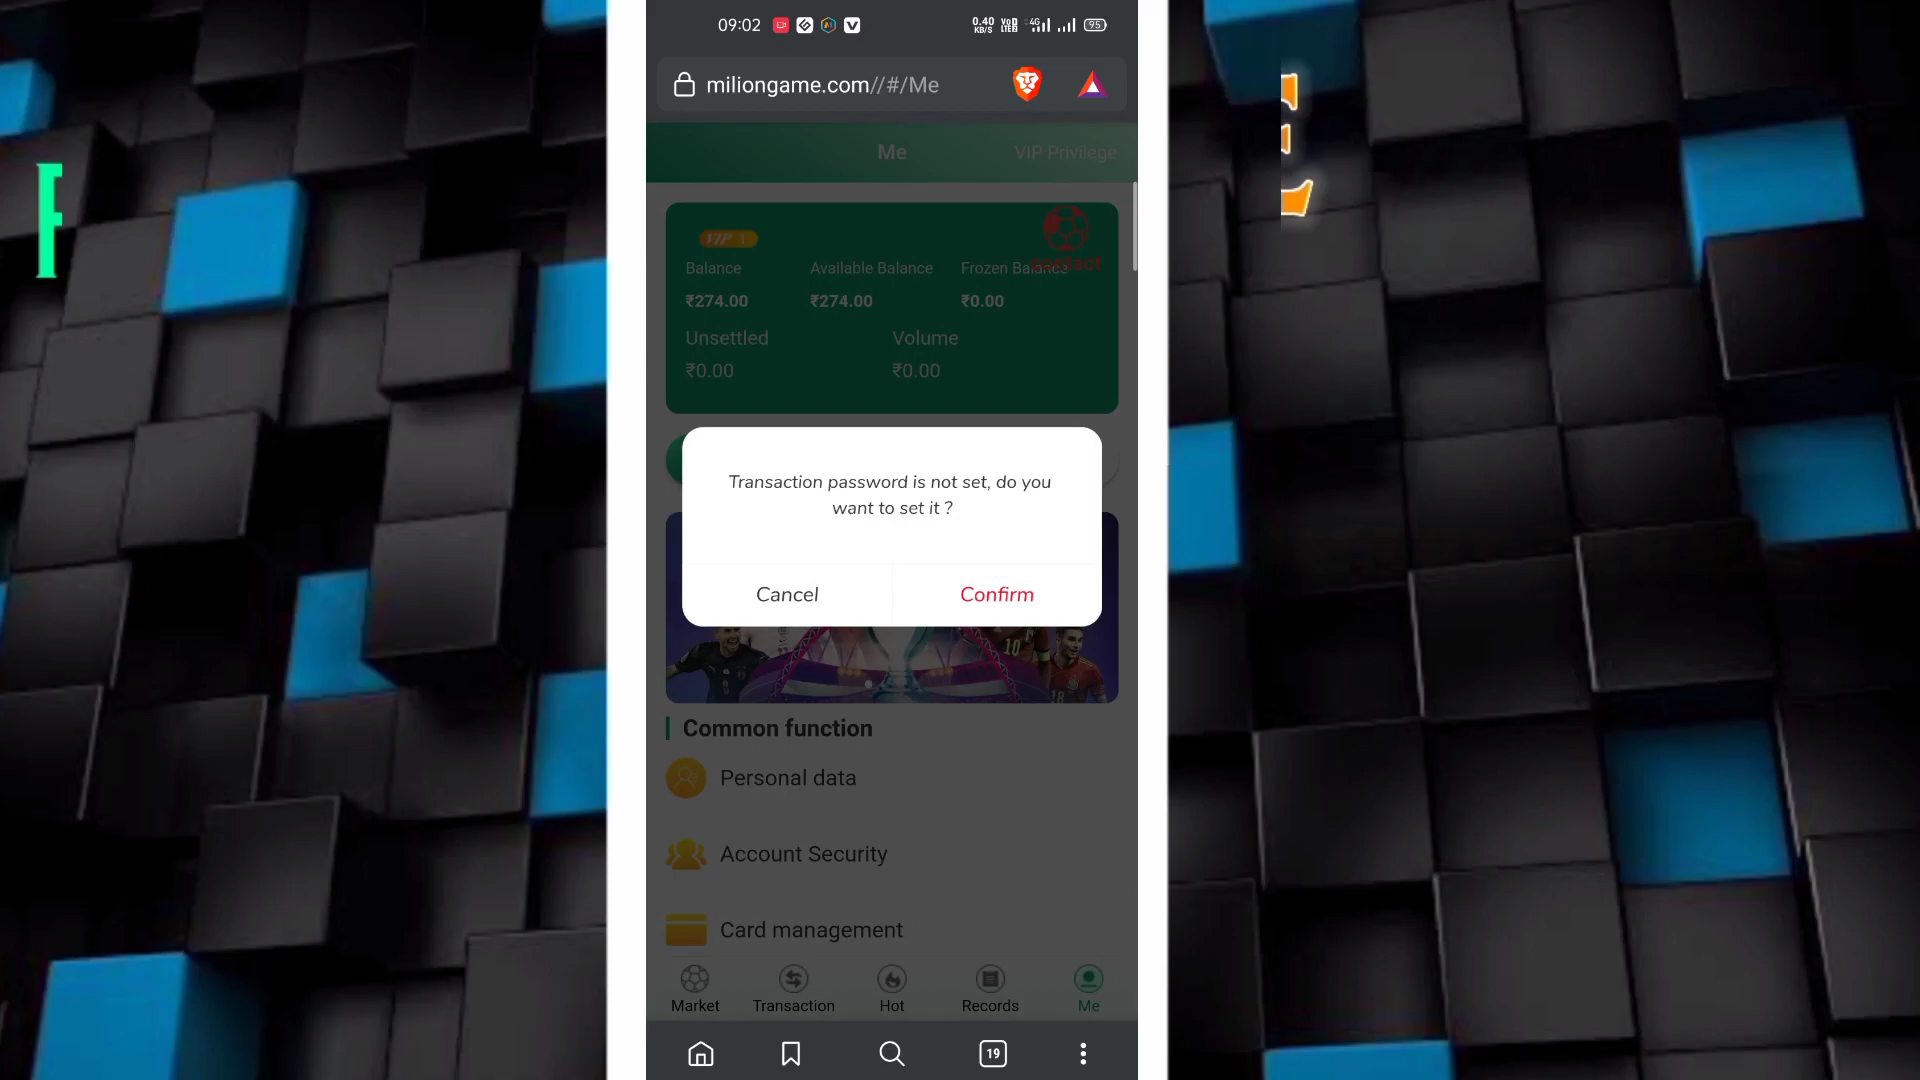 09:02
0.40 KB/S
4G
95
miliongame.com//#/Me
Me
VIP Privilege
VIP 1
contact
Balance
Available Balance
Frozen Balance
₹274.00
₹274.00
₹0.00
Unsettled
Volume
₹0.00
₹0.00
Transaction password is not set, do you
want to set it ?
Cancel
Confirm
10
18
Common function
Personal data
Account Security
Card management
Market
Transaction
Hot
Records
Me
19